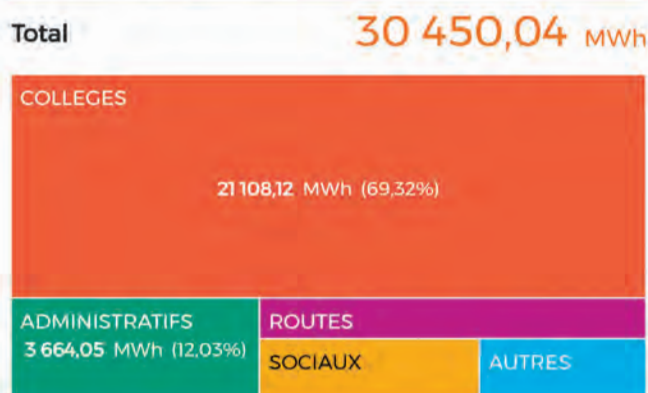 Total 30 450,04 MWh
COLLEGES
21 108,12 MWh (69,32%)
ADMINISTRATIFS
3 664,05 MWh (12,03%)
ROUTES
SOCIAUX
AUTRES